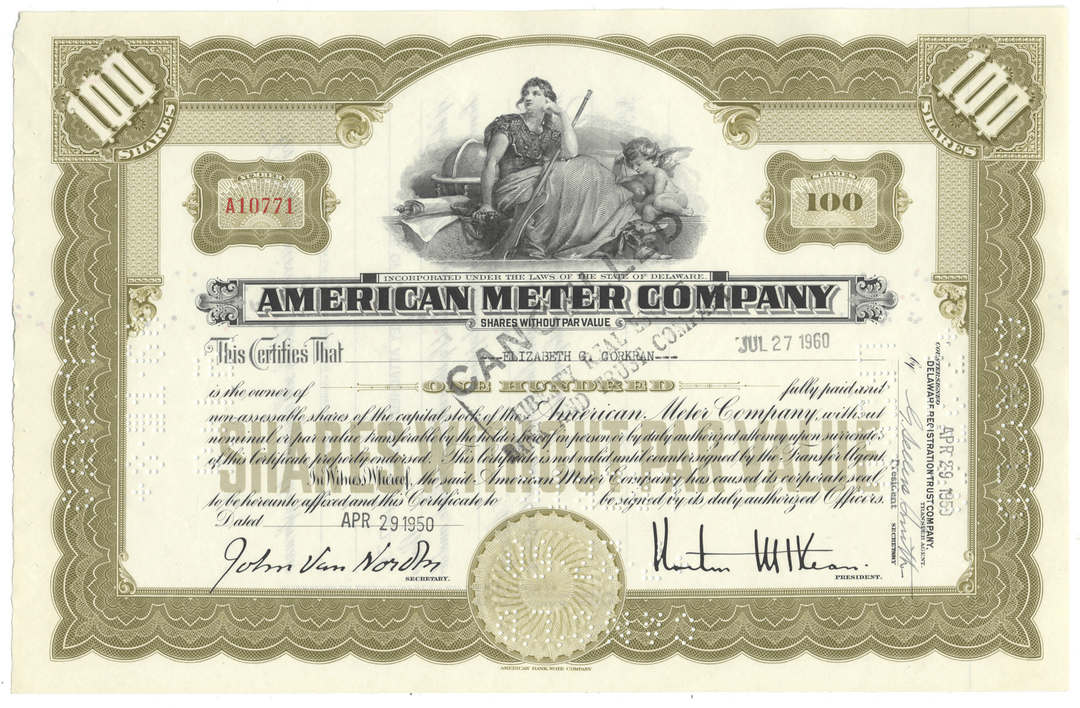 100
SHARES
100
SHARES
NUMBER
A10771
SHARES
100
INCORPORATED UNDER THE LAWS OF THE STATE OF DELAWARE.
AMERICAN METER COMPANY
SHARES WITHOUT PAR VALUE
This Certifies That
--ELIZABETH G. CORKRAN---
JUL 27 1960
is the owner of
ONE HUNDRED
fully paid and
non-assessable shares of the capital stock of the American Meter Company, without
nominal or par value, transferable by the holder hereof in person or by duly authorized attorney upon surrender
of this Certificate properly endorsed. This Certificate is not valid until countersigned by the Transfer Agent.
In Witness Whereof, the said American Meter Company has caused its corporate seal
to be hereunto affixed and this Certificate to be signed by its duly authorized Officers.
Dated APR 29 1950
SHARES WITHOUT PAR VALUE
CANCELLED
John Van Norden
SECRETARY.
PRESIDENT.
COUNTERSIGNED
DELAWARE REGISTRATION TRUST COMPANY,
TRANSFER AGENT.
by
President
SECRETARY
APR 29 1950
AMERICAN BANK NOTE COMPANY